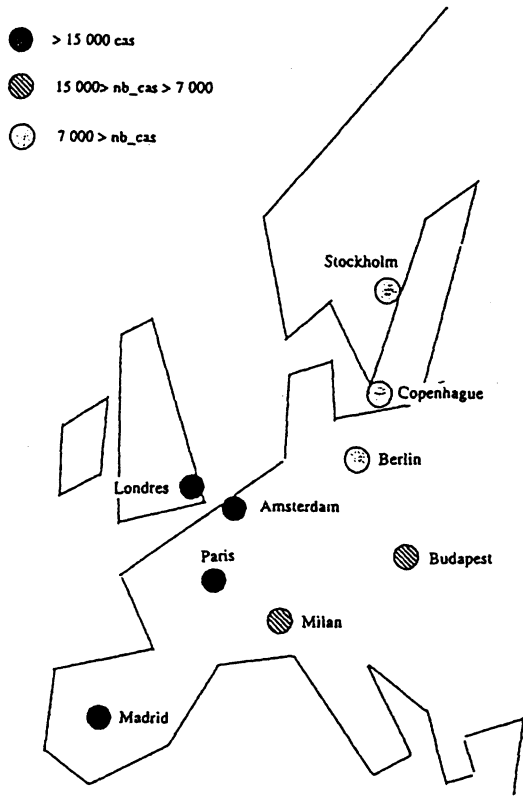 > 15 000 cas
15 000> nb_cas > 7 000
7 000 > nb_cas
Stockholm
Copenhague
Berlin
Londres
Amsterdam
Paris
Budapest
Milan
Madrid